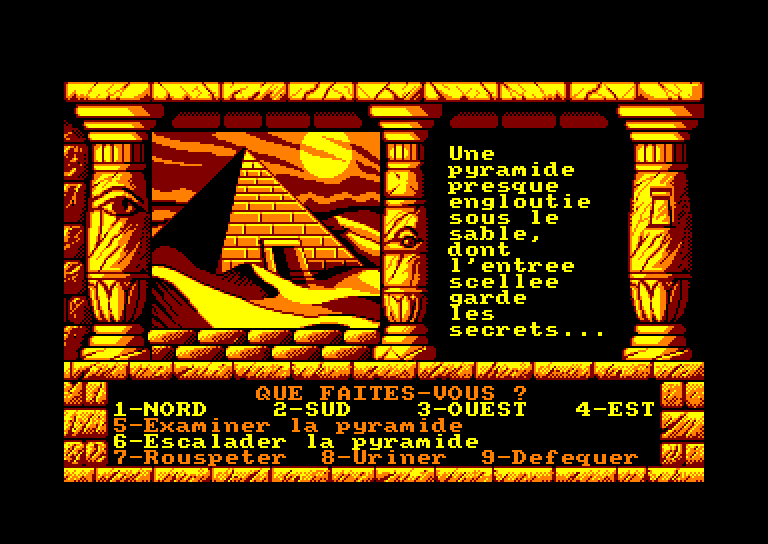 Une
pyramide
presque
engloutie
sous le
sable,
dont
l'entree
scellee
garde
les
secrets...
QUE FAITES-VOUS ?
1-NORD 2-SUD 3-OUEST 4-EST
5-Examiner la pyramide
6-Escalader la pyramide
7-Rouspeter 8-Uriner 9-Defequer